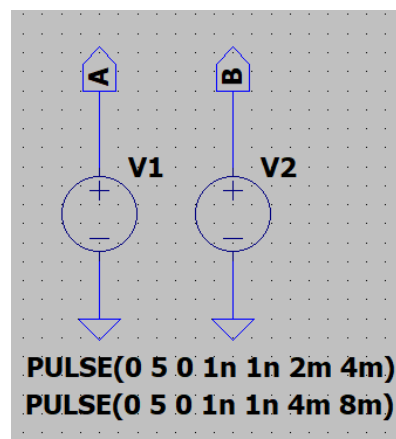 A B
V1 V2
PULSE(0 5 0 1n 1n 2m 4m)
PULSE(0 5 0 1n 1n 4m 8m)